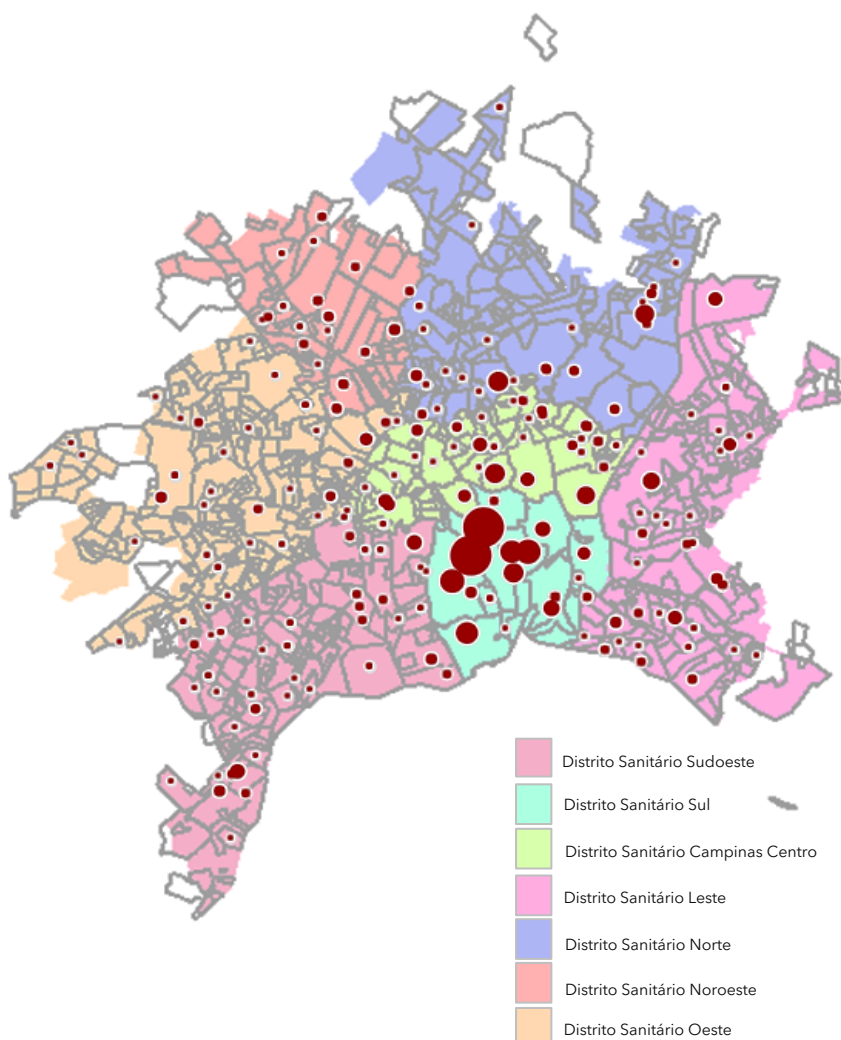 Distrito Sanitário Sudoeste
Distrito Sanitário Sul
Distrito Sanitário Campinas Centro
Distrito Sanitário Leste
Distrito Sanitário Norte
Distrito Sanitário Noroeste
Distrito Sanitário Oeste